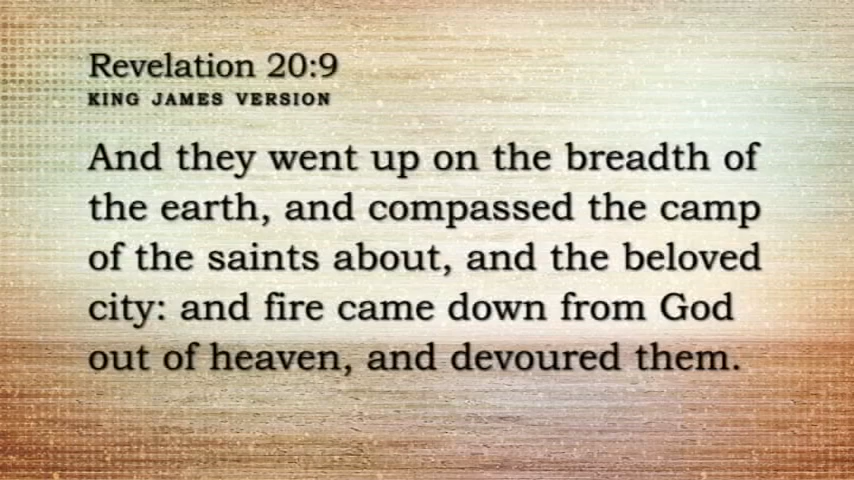 Revelation 20:9
KING JAMES VERSION
And they went up on the breadth of
the earth, and compassed the camp
of the saints about, and the beloved
city: and fire came down from God
out of heaven, and devoured them.